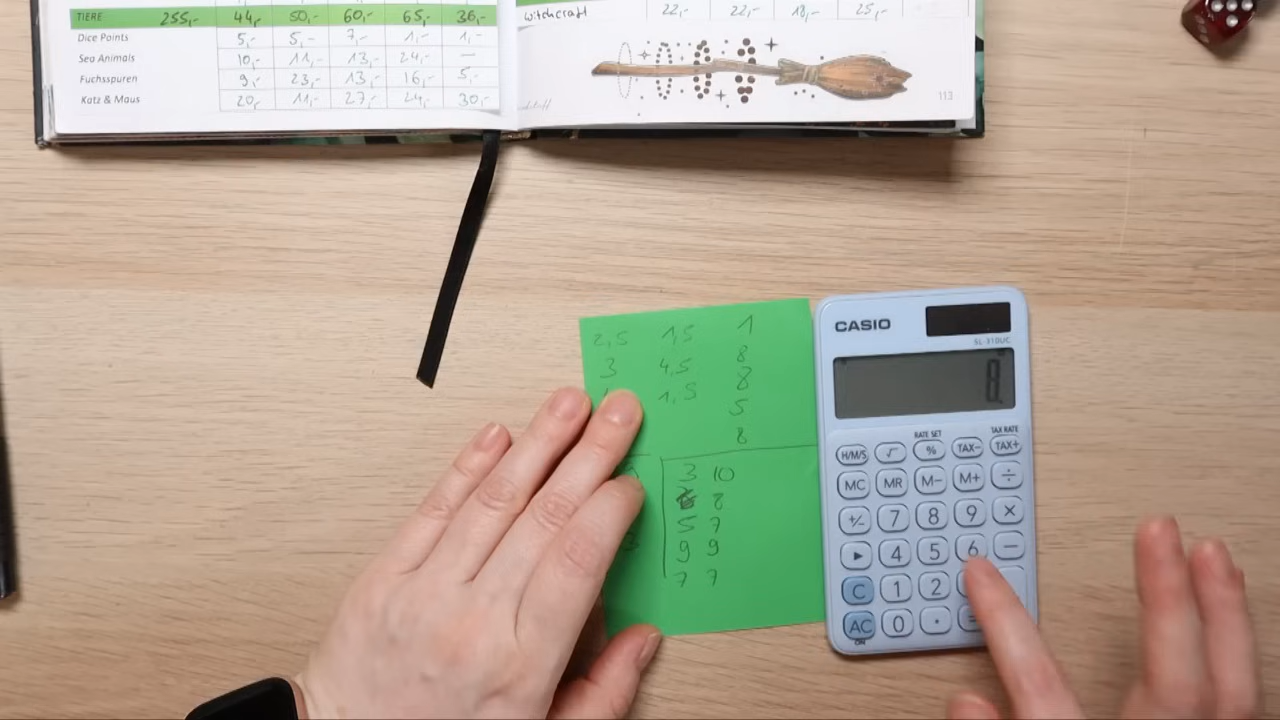 TIERE 255,- 44,- 50,- 60,- 65,- 36,-
Dice Points 5,- 5,- 7,- 1,- 1,-
Sea Animals 10,- 11,- 13,- 24,- —
Fuchsspuren 9,- 23,- 13,- 16,- 5,-
Katz & Maus 20,- 11,- 27,- 24,- 30,-
witchcraft 22,- 22,- 18,- 25,-
113
2,5 1,5 1
3 4,5 8
1,5 8
5
8
3 10
8
5 7
9 9
7 7
CASIO
SL-310UC
8.
RATE SET TAX RATE
H/M/S √ % TAX− TAX+
MC MR M− M+ ÷
+/− 7 8 9 ×
▶ 4 5 6 −
C 1 2
AC 0 · =
ON